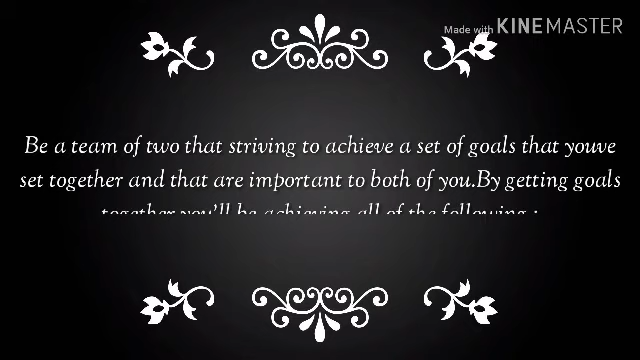 Made with KINEMASTER
Be a team of two that striving to achieve a set of goals that youve
set together and that are important to both of you.By getting goals
together you'll be achieving all of the following :